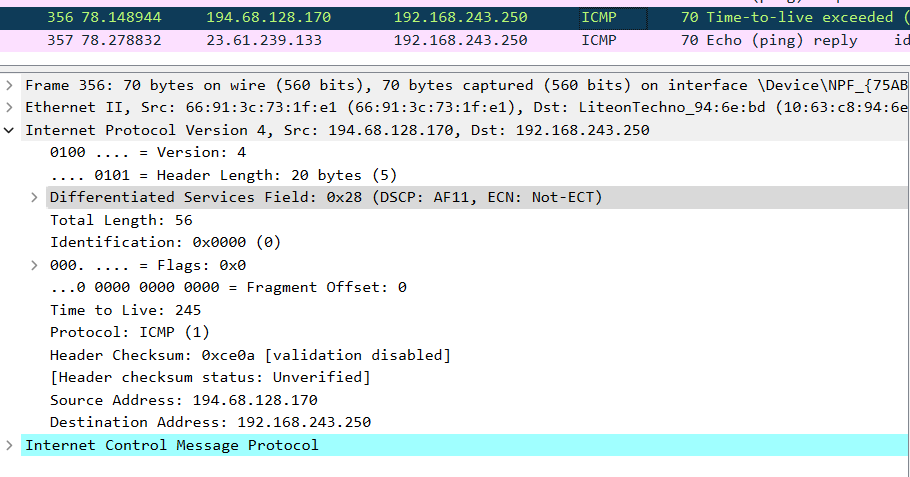 356 78.148944 194.68.128.170 192.168.243.250 ICMP 70 Time-to-live exceeded (
357 78.278832 23.61.239.133 192.168.243.250 ICMP 70 Echo (ping) reply id
Frame 356: 70 bytes on wire (560 bits), 70 bytes captured (560 bits) on interface \Device\NPF_{75AB
Ethernet II, Src: 66:91:3c:73:1f:e1 (66:91:3c:73:1f:e1), Dst: LiteonTechno_94:6e:bd (10:63:c8:94:6e
Internet Protocol Version 4, Src: 194.68.128.170, Dst: 192.168.243.250
0100 .... = Version: 4
.... 0101 = Header Length: 20 bytes (5)
Differentiated Services Field: 0x28 (DSCP: AF11, ECN: Not-ECT)
Total Length: 56
Identification: 0x0000 (0)
000. .... = Flags: 0x0
...0 0000 0000 0000 = Fragment Offset: 0
Time to Live: 245
Protocol: ICMP (1)
Header Checksum: 0xce0a [validation disabled]
[Header checksum status: Unverified]
Source Address: 194.68.128.170
Destination Address: 192.168.243.250
Internet Control Message Protocol